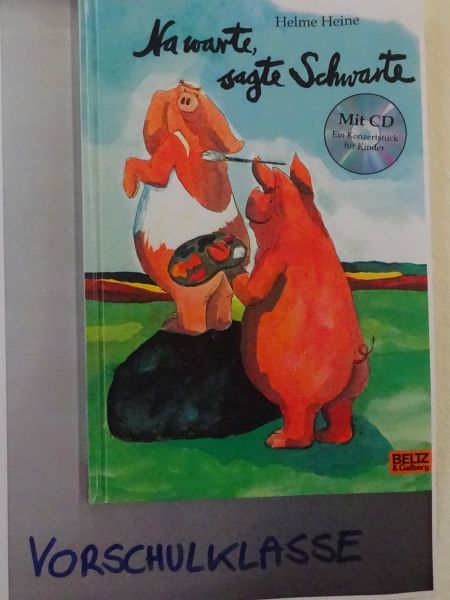 Helme Heine
Na warte,
sagte Schwarte
Mit CD
Ein Konzertstück
für Kinder
BELTZ
& Gelberg
VORSCHULKLASSE